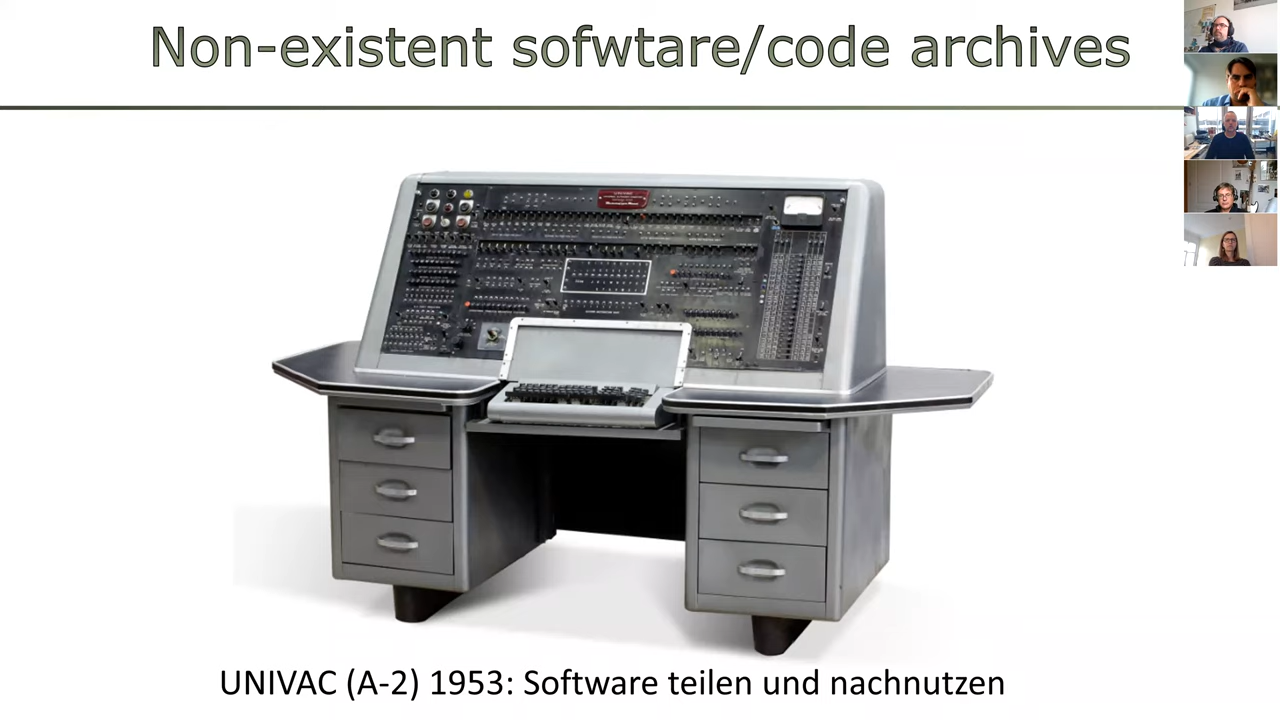 Non-existent sofwtare/code archives
UNIVAC (A-2) 1953: Software teilen und nachnutzen